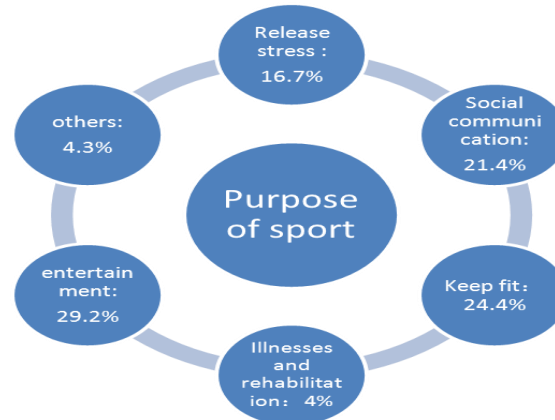 Release
stress :
16.7%
Social
communi
cation:
21.4%
Keep fit：
24.4%
Illnesses
and
rehabilitat
ion： 4%
entertain
ment:
29.2%
others:
4.3%
Purpose
of sport